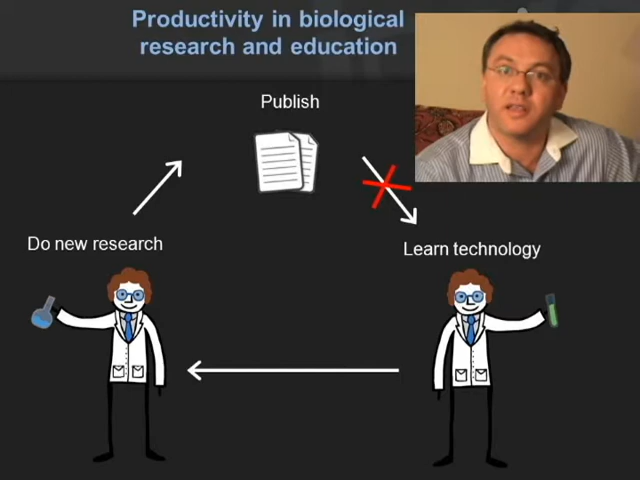 Productivity in biological
research and education
Publish
Do new research
Learn technology